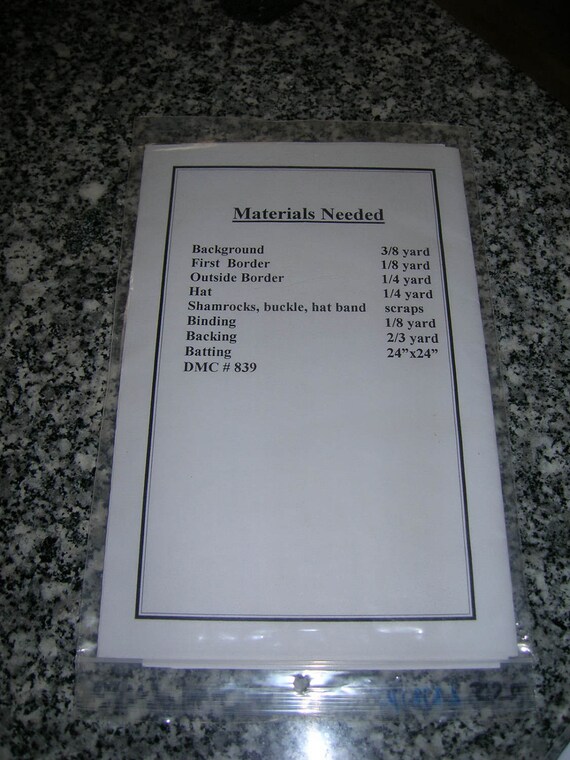 Materials Needed
Background 3/8 yard
First Border 1/8 yard
Outside Border 1/4 yard
Hat 1/4 yard
Shamrocks, buckle, hat band scraps
Binding 1/8 yard
Backing 2/3 yard
Batting 24”x24”
DMC # 839